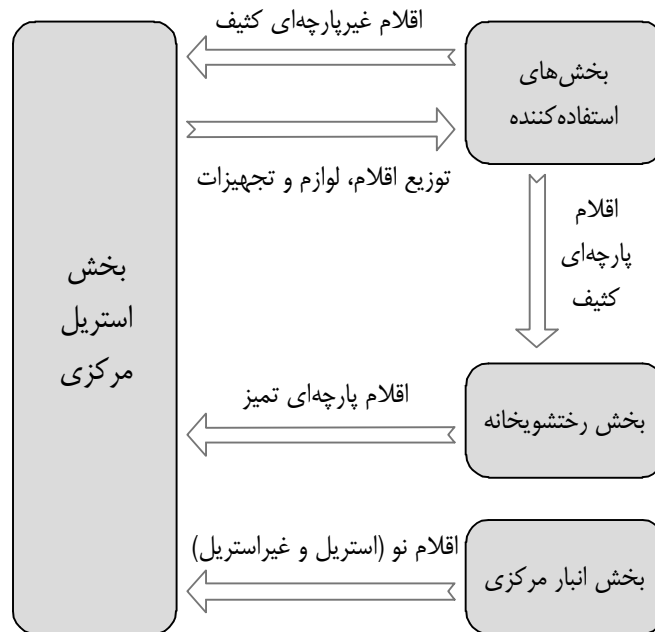 اقلام غیرپارچه‌ای کثیف
بخش‌های
استفاده‌کننده
توزیع اقلام، لوازم و تجهیزات
اقلام
پارچه‌ای
کثیف
بخش
استریل
مرکزی
اقلام پارچه‌ای تمیز
بخش رختشویخانه
اقلام نو (استریل و غیراستریل)
بخش انبار مرکزی